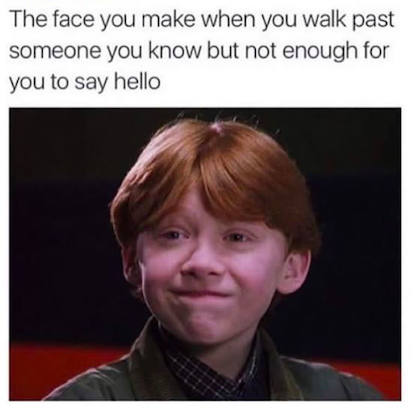 The face you make when you walk past
someone you know but not enough for
you to say hello